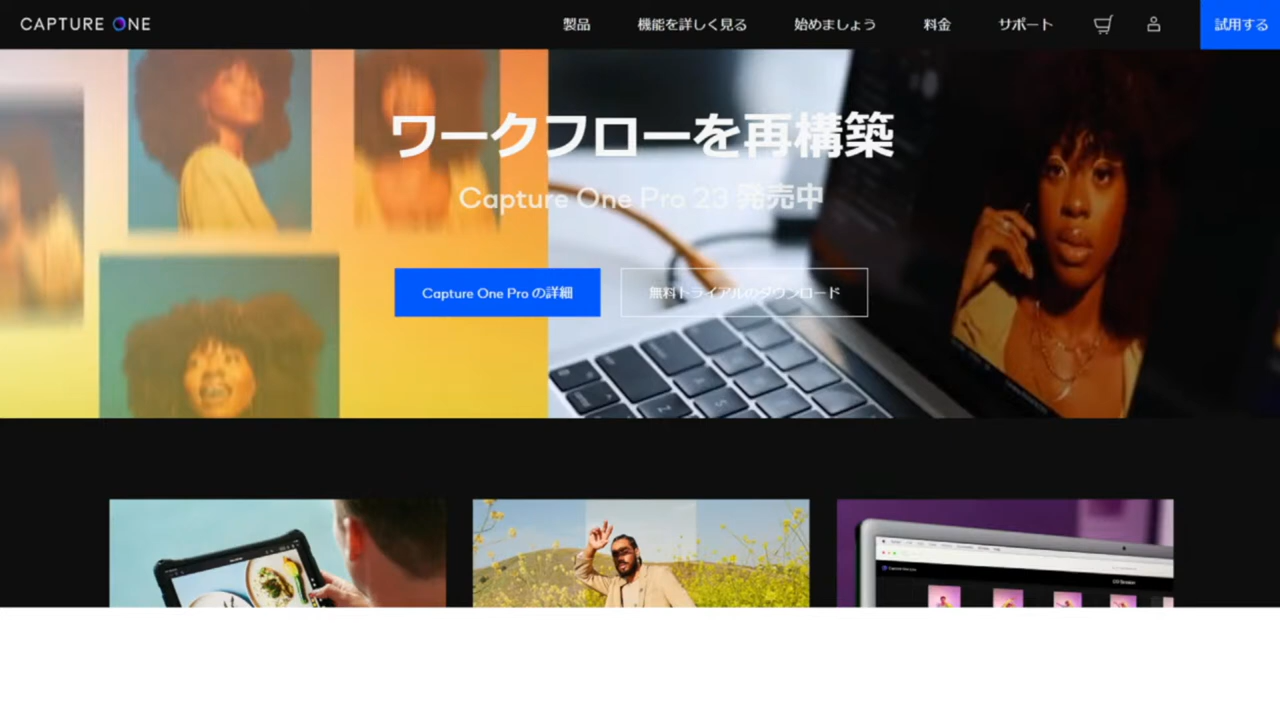 CAPTURE ONE
製品
機能を詳しく見る
始めましょう
料金
サポート
試用する
ワークフローを再構築
Capture One Pro 23 発売中
Capture One Pro の詳細
無料トライアルのダウンロード